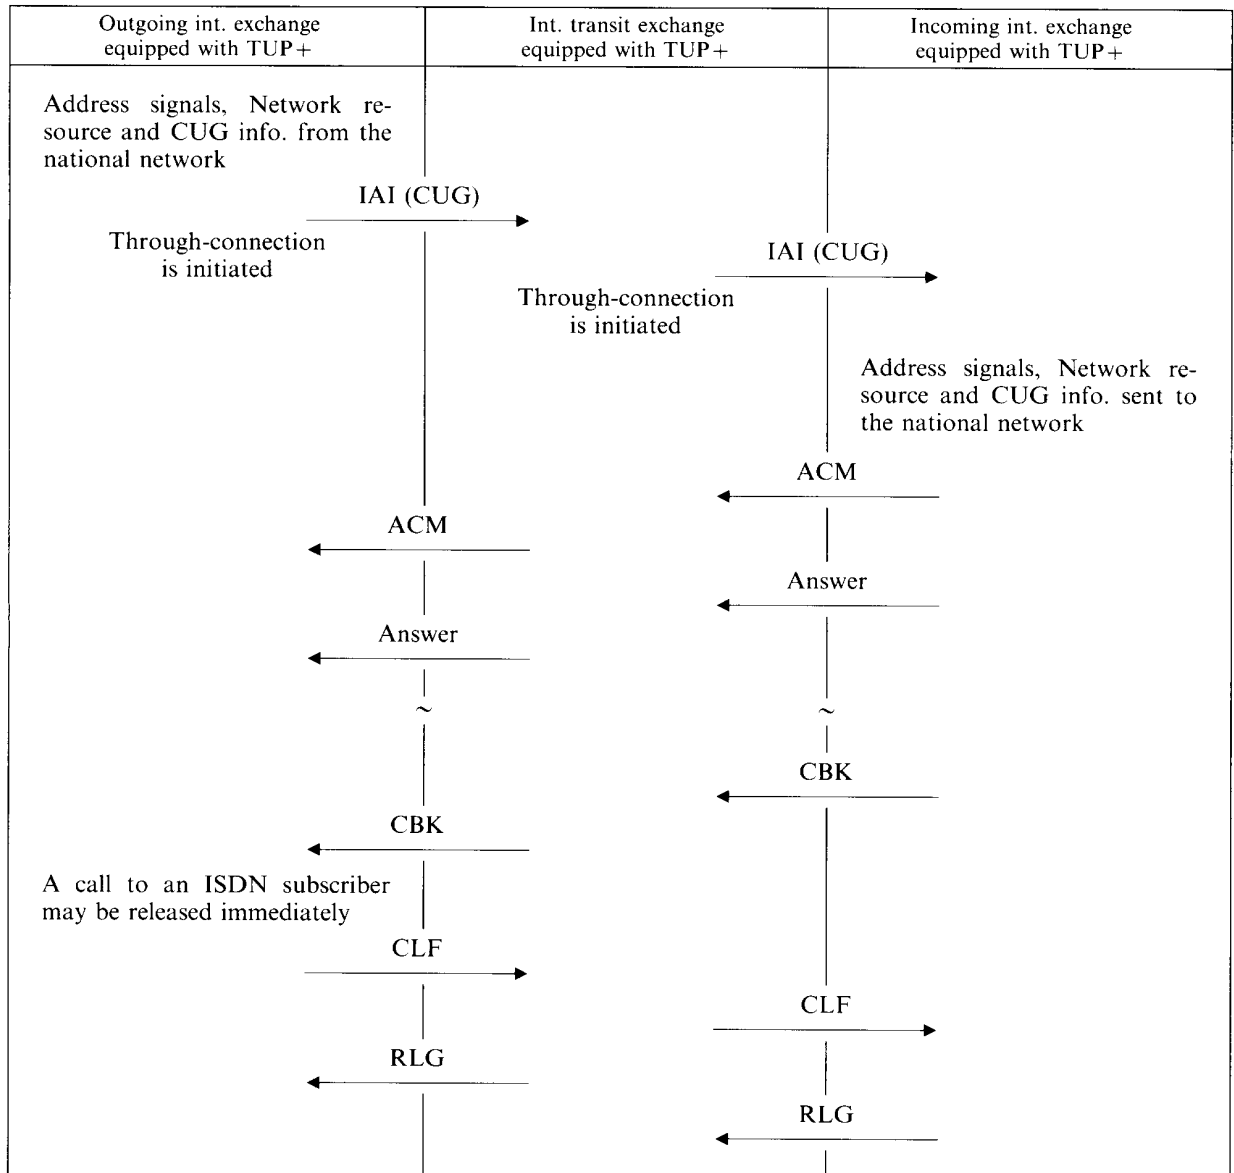 Outgoing int. exchange
equipped with TUP+
Int. transit exchange
equipped with TUP+
Incoming int. exchange
equipped with TUP+
Address signals, Network re-
source and CUG info. from the
national network
IAI (CUG)
Through-connection
is initiated
IAI (CUG)
Through-connection
is initiated
Address signals, Network re-
source and CUG info. sent to
the national network
ACM
ACM
Answer
Answer
~
~
CBK
CBK
A call to an ISDN subscriber
may be released immediately
CLF
CLF
RLG
RLG